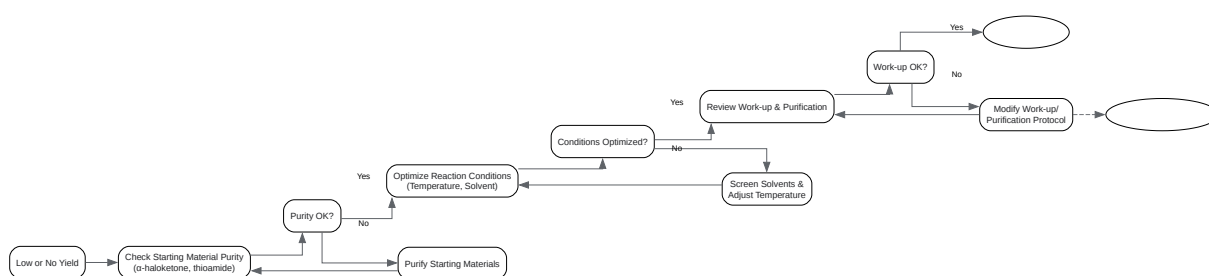 Yes
Work-up OK?
No
Yes
Review Work-up & Purification
Modify Work-up/
Purification Protocol
Conditions Optimized?
No
Yes
Optimize Reaction Conditions
(Temperature, Solvent)
Screen Solvents &
Adjust Temperature
Purity OK?
No
Low or No Yield
Check Starting Material Purity
(α-haloketone, thioamide)
Purify Starting Materials